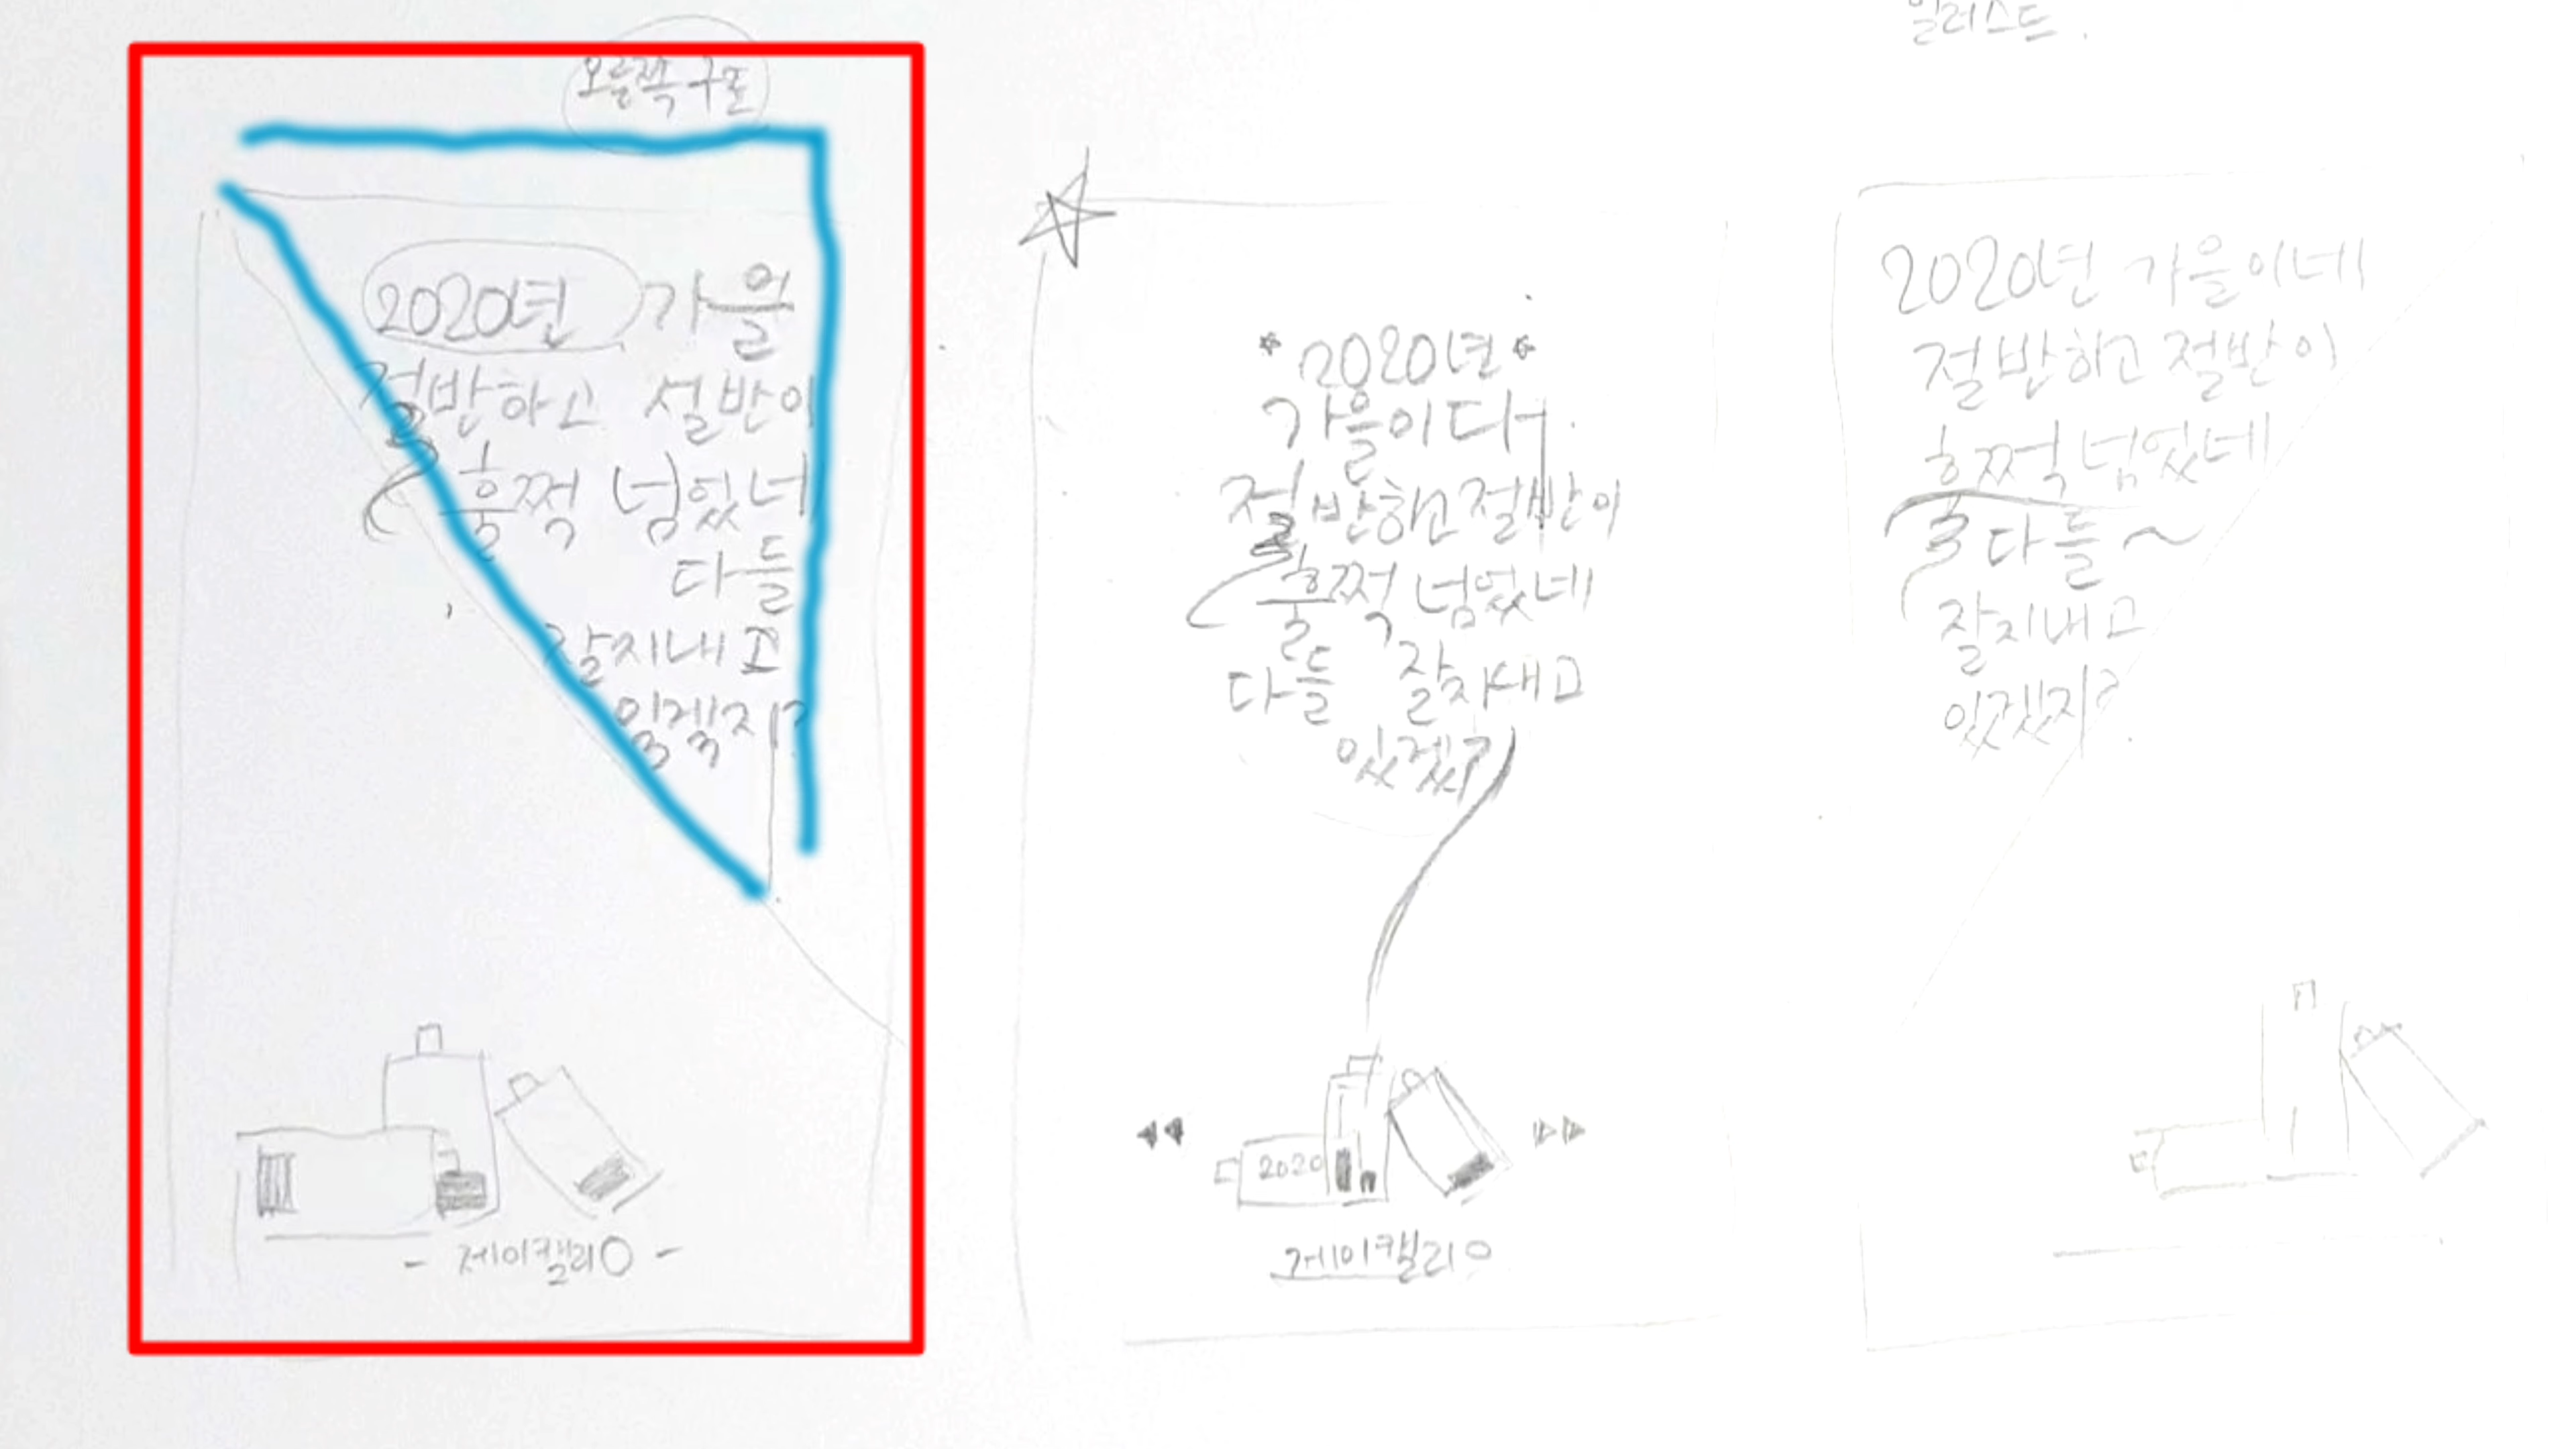 일러스트.
오른쪽 구도
2020년 가을
절반하고 절반이
훌쩍 넘었네
다들
잘지내고
있겠지?
- 제이캘리 -
2020년
가을이다.
절반하고 절반이
훌쩍 넘었네
다들 잘지내고
있겠지
2020
제이캘리
2020년 가을이네
절반하고 절반이
훌쩍 넘었네
다들~
잘지내고
있겠지?